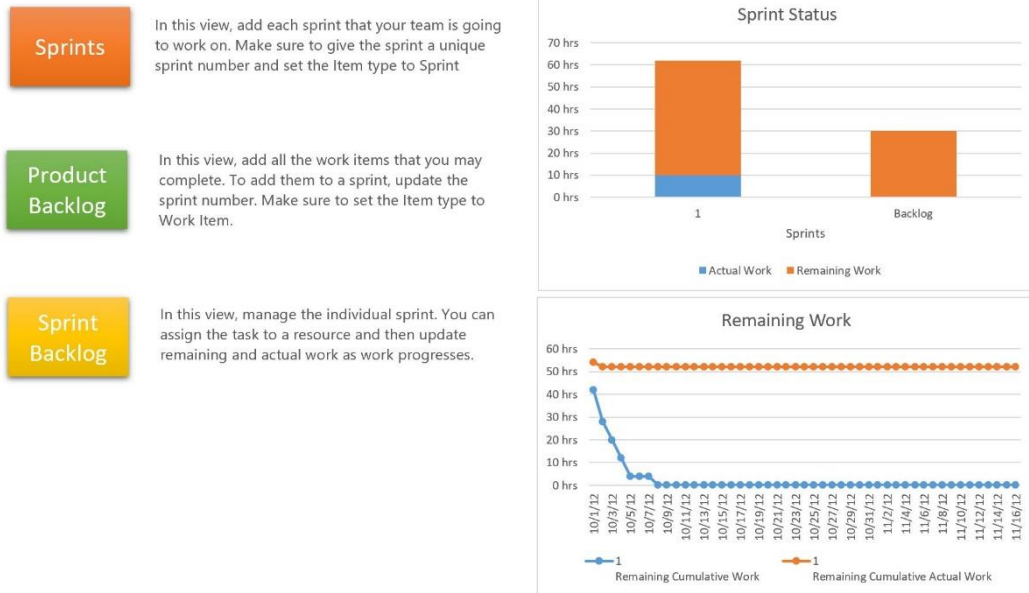 Sprints
In this view, add each sprint that your team is going
to work on. Make sure to give the sprint a unique
sprint number and set the Item type to Sprint
Product
Backlog
In this view, add all the work items that you may
complete. To add them to a sprint, update the
sprint number. Make sure to set the Item type to
Work Item.
Sprint
Backlog
In this view, manage the individual sprint. You can
assign the task to a resource and then update
remaining and actual work as work progresses.
Sprint Status
70 hrs
60 hrs
50 hrs
40 hrs
30 hrs
20 hrs
10 hrs
0 hrs
1 Backlog
Sprints
Actual Work Remaining Work
Remaining Work
60 hrs
50 hrs
40 hrs
30 hrs
20 hrs
10 hrs
0 hrs
10/1/12
10/3/12
10/5/12
10/7/12
10/9/12
10/11/12
10/13/12
10/15/12
10/17/12
10/19/12
10/21/12
10/23/12
10/25/12
10/27/12
10/29/12
10/31/12
11/2/12
11/4/12
11/6/12
11/8/12
11/10/12
11/12/12
11/14/12
11/16/12
1 1
Remaining Cumulative Work Remaining Cumulative Actual Work